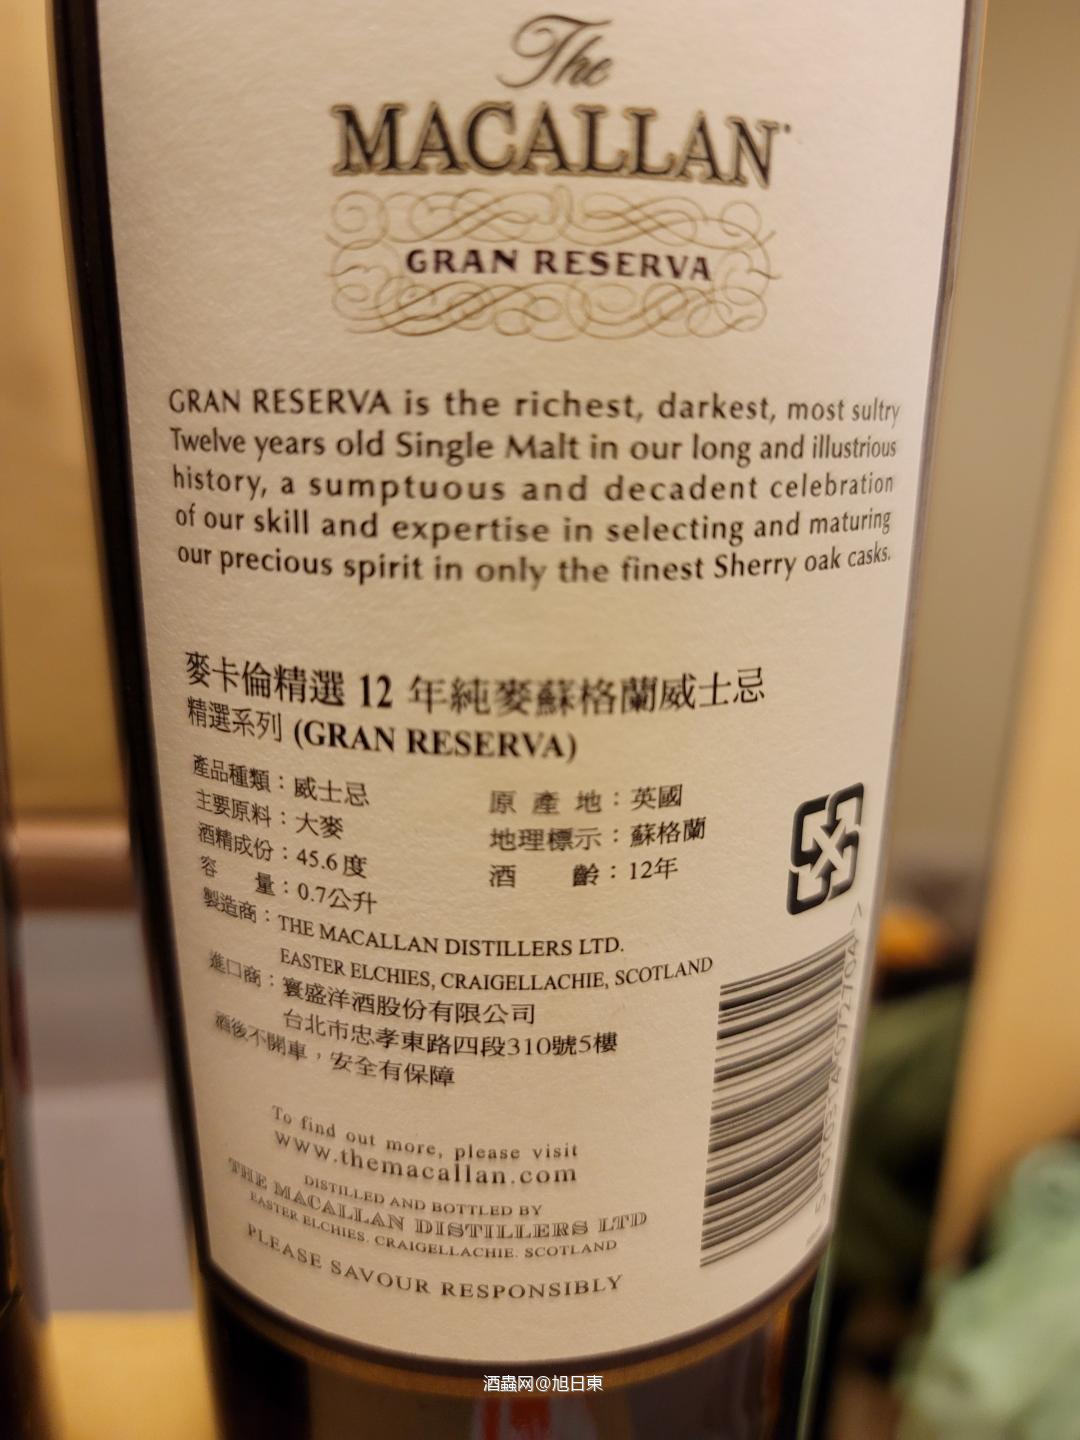 The
MACALLAN
GRAN RESERVA
GRAN RESERVA is the richest, darkest, most sultry
Twelve years old Single Malt in our long and illustrious
history, a sumptuous and decadent celebration
of our skill and expertise in selecting and maturing
our precious spirit in only the finest Sherry oak casks.
麥卡倫精選 12 年純麥蘇格蘭威士忌
精選系列 (GRAN RESERVA)
產品種類：威士忌 原 產 地：英國
主要原料：大麥 地理標示：蘇格蘭
酒精成份：45.6度 酒 齡：12年
容 量：0.7公升
製造商：THE MACALLAN DISTILLERS LTD.
EASTER ELCHIES, CRAIGELLACHIE, SCOTLAND
進口商：寰盛洋酒股份有限公司
台北市忠孝東路四段310號5樓
酒後不開車，安全有保障
To find out more, please visit
www.themacallan.com
DISTILLED AND BOTTLED BY
THE MACALLAN DISTILLERS LTD
EASTER ELCHIES. CRAIGELLACHIE. SCOTLAND
PLEASE SAVOUR RESPONSIBLY
酒蟲网@旭日東